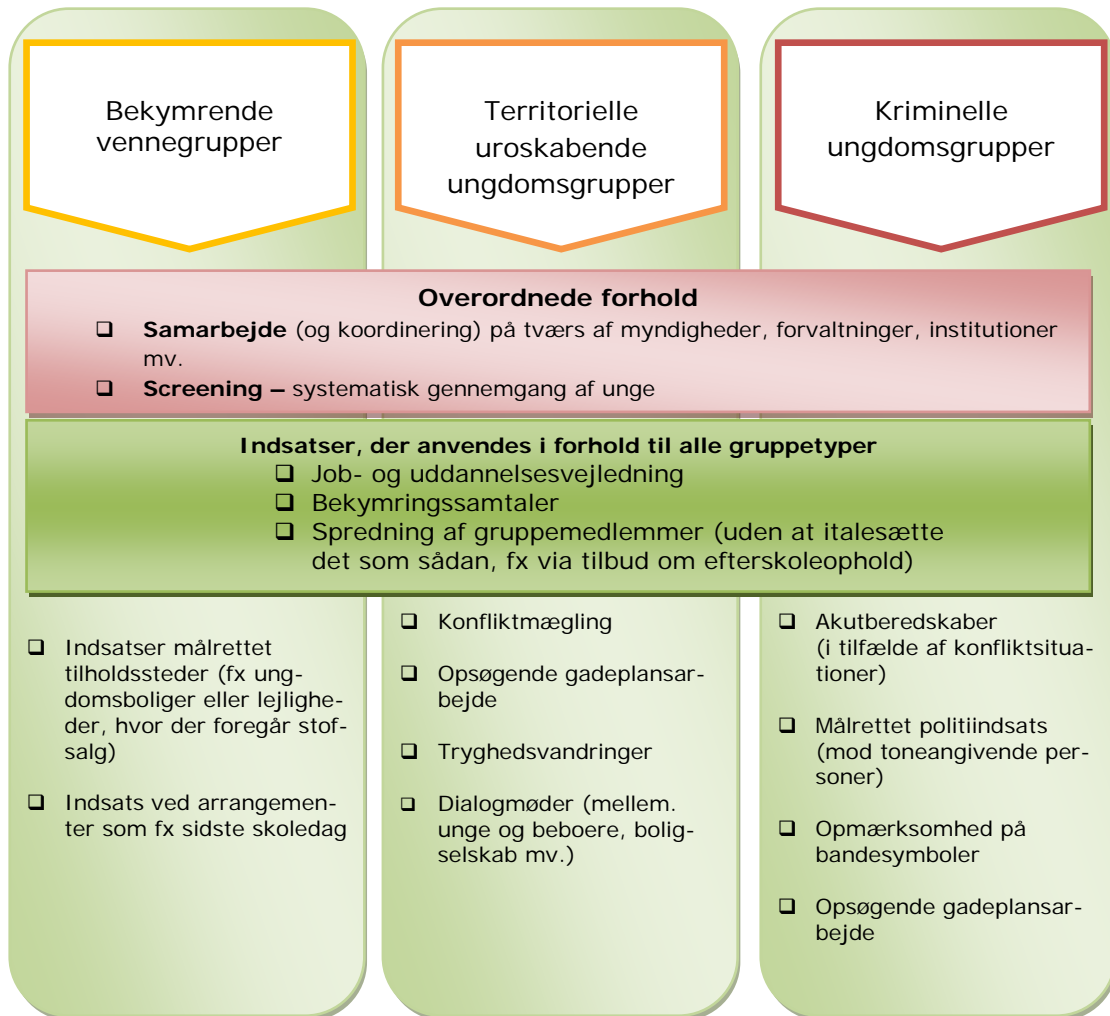 Bekymrende
vennegrupper
Territorielle
uroskabende
ungdomsgrupper
Kriminelle
ungdomsgrupper
Overordnede forhold
❑ Samarbejde (og koordinering) på tværs af myndigheder, forvaltninger, institutioner
mv.
❑ Screening – systematisk gennemgang af unge
Indsatser, der anvendes i forhold til alle gruppetyper
❑ Job- og uddannelsesvejledning
❑ Bekymringssamtaler
❑ Spredning af gruppemedlemmer (uden at italesætte
det som sådan, fx via tilbud om efterskoleophold)
❑ Indsatser målrettet
tilholdssteder (fx ung-
domsboliger eller lejlighe-
der, hvor der foregår stof-
salg)
❑ Indsats ved arrangemen-
ter som fx sidste skoledag
❑ Konfliktmægling
❑ Opsøgende gadeplansar-
bejde
❑ Tryghedsvandringer
❑ Dialogmøder (mellem.
unge og beboere, bolig-
selskab mv.)
❑ Akutberedskaber
(i tilfælde af konfliktsitua-
tioner)
❑ Målrettet politiindsats
(mod toneangivende per-
soner)
❑ Opmærksomhed på
bandesymboler
❑ Opsøgende gadeplansar-
bejde